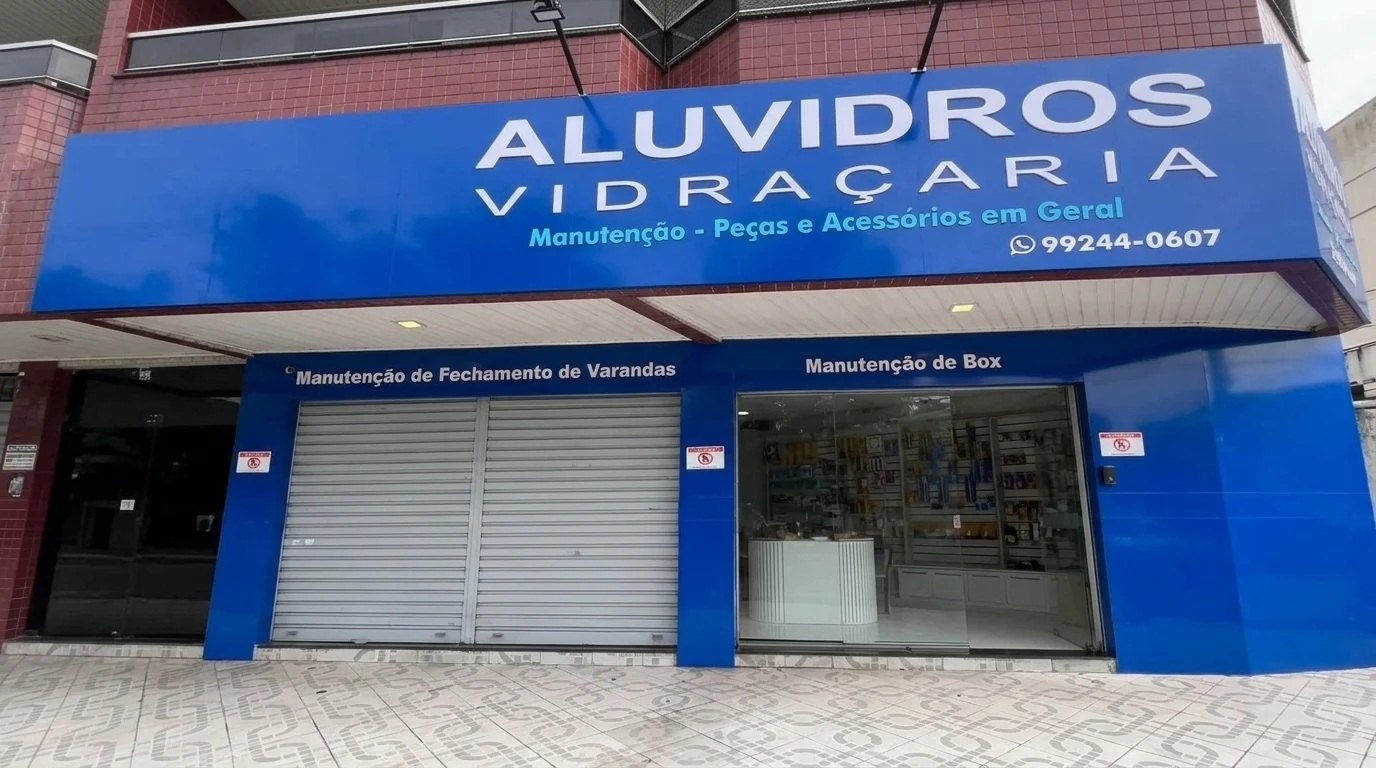 ALUVIDROS
VIDRAÇARIA
Manutenção - Peças e Acessórios em Geral
99244-0607
Manutenção de Fechamento de Varandas
Manutenção de Box